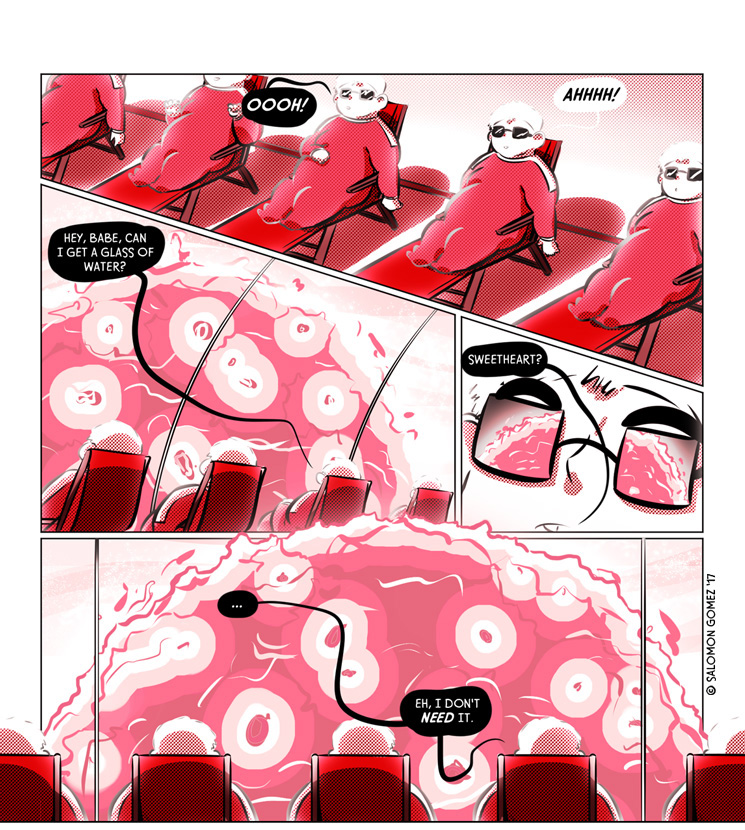 OOOH!
AHHHH!
HEY, BABE, CAN
I GET A GLASS OF
WATER?
SWEETHEART?
...
EH, I DON'T
NEED IT.
© SALOMON GOMEZ '17